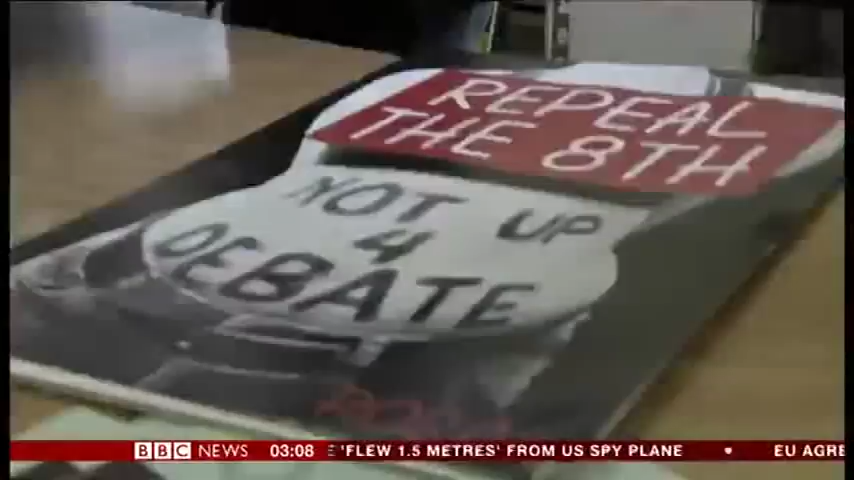 REPEAL
THE 8TH
NOT UP
4
DEBATE
BBC NEWS 03:08 'FLEW 1.5 METRES' FROM US SPY PLANE • EU AGRE